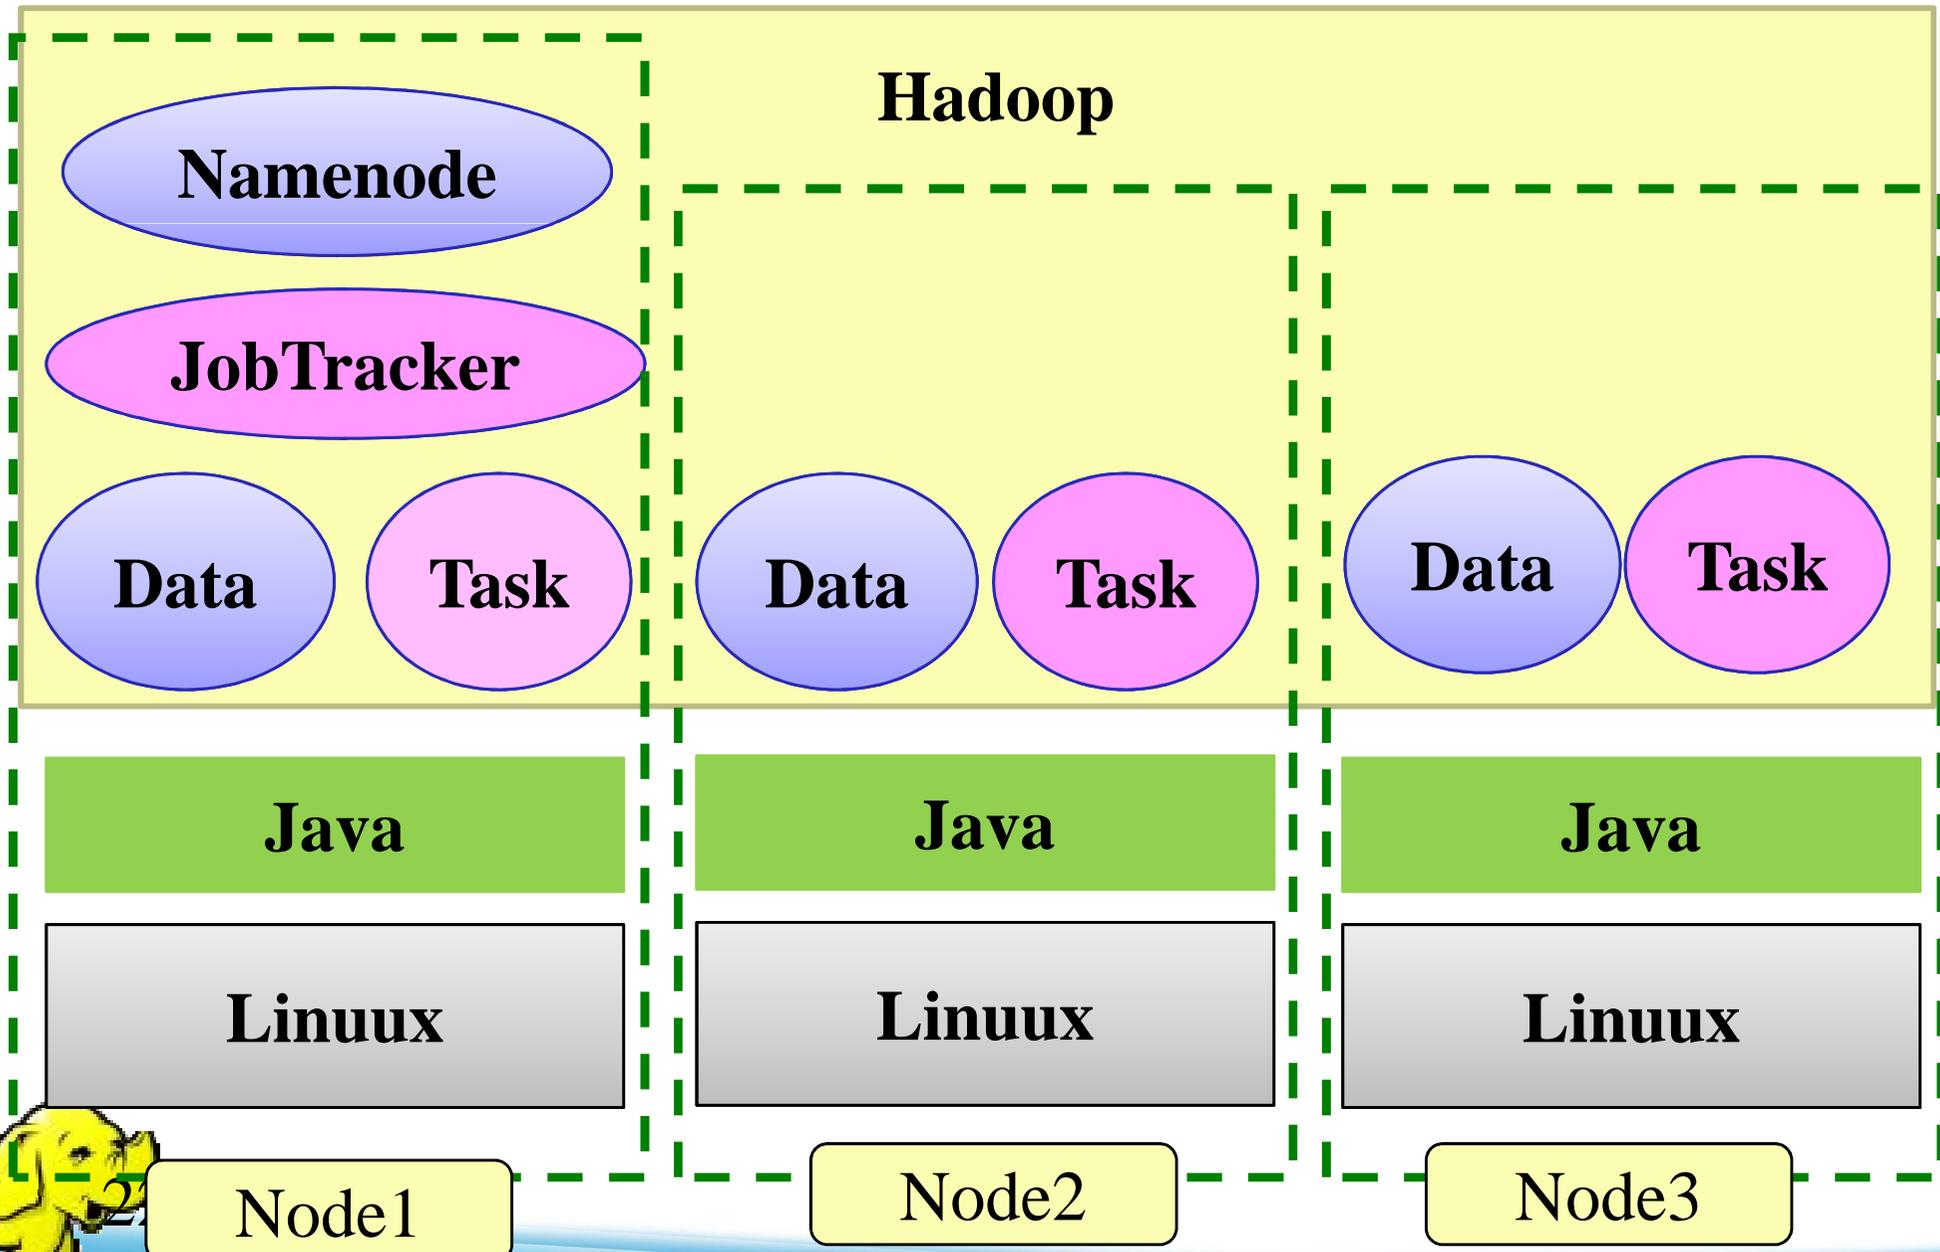 Hadoop
Namenode
JobTracker
Data
Task
Data
Task
Data
Task
Java
Java
Java
Linuux
Linuux
Linuux
Node1
Node2
Node3